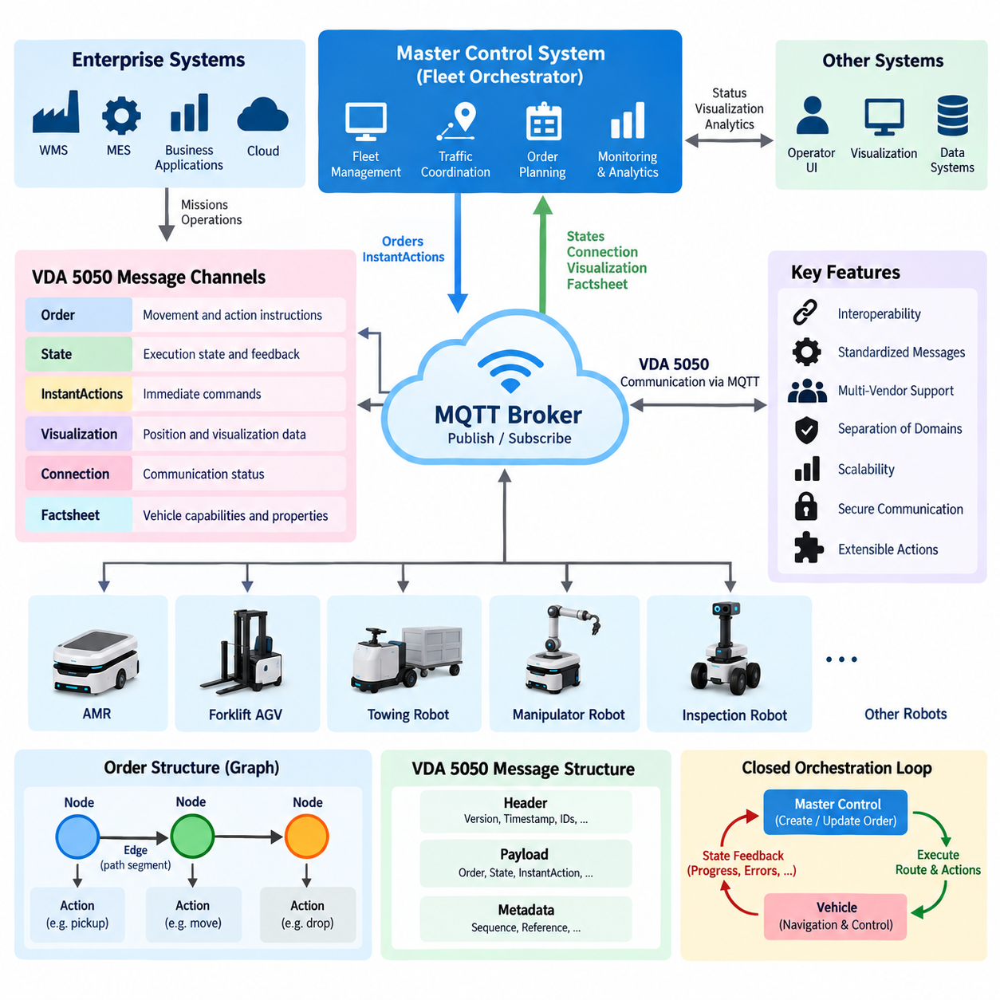 Enterprise Systems
WMS
MES
Business
Applications
Cloud
Master Control System
(Fleet Orchestrator)
Fleet
Management
Traffic
Coordination
Order
Planning
Monitoring
& Analytics
Status
Visualization
Analytics
Other Systems
Operator
UI
Visualization
Data
Systems
Missions
Operations
Orders
InstantActions
States
Connection
Visualization
Factsheet
VDA 5050 Message Channels
Order
Movement and action instructions
State
Execution state and feedback
InstantActions
Immediate commands
Visualization
Position and visualization data
Connection
Communication status
Factsheet
Vehicle capabilities and properties
MQTT Broker
Publish / Subscribe
VDA 5050
Communication via MQTT
Key Features
Interoperability
Standardized Messages
Multi-Vendor Support
Separation of Domains
Scalability
Secure Communication
Extensible Actions
AMR
Forklift AGV
Towing Robot
Manipulator Robot
Inspection Robot
...
Other Robots
Order Structure (Graph)
Node
Node
Node
Edge
(path segment)
Action
(e.g. pickup)
Action
(e.g. move)
Action
(e.g. drop)
VDA 5050 Message Structure
Header
Version, Timestamp, IDs, ...
Payload
Order, State, InstantAction, ...
Metadata
Sequence, Reference, ...
Closed Orchestration Loop
Master Control
(Create / Update Order)
State Feedback
(Progress, Errors, ...)
Execute
Route & Actions
Vehicle
(Navigation & Control)